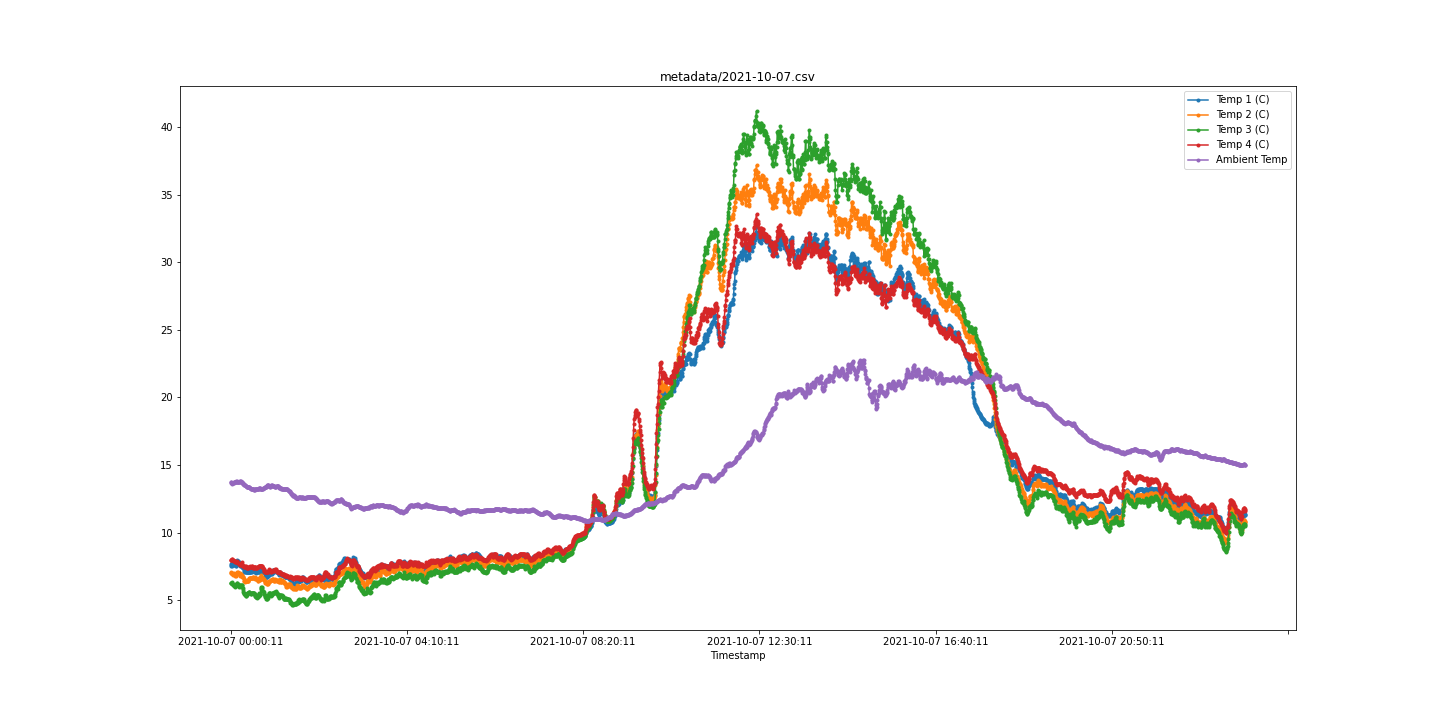 metadata/2021-10-07.csv
Temp 1 (C)
Temp 2 (C)
Temp 3 (C)
Temp 4 (C)
Ambient Temp
40
35
30
25
20
15
10
5
2021-10-07 00:00:11 2021-10-07 04:10:11 2021-10-07 08:20:11 2021-10-07 12:30:11 2021-10-07 16:40:11 2021-10-07 20:50:11
Timestamp